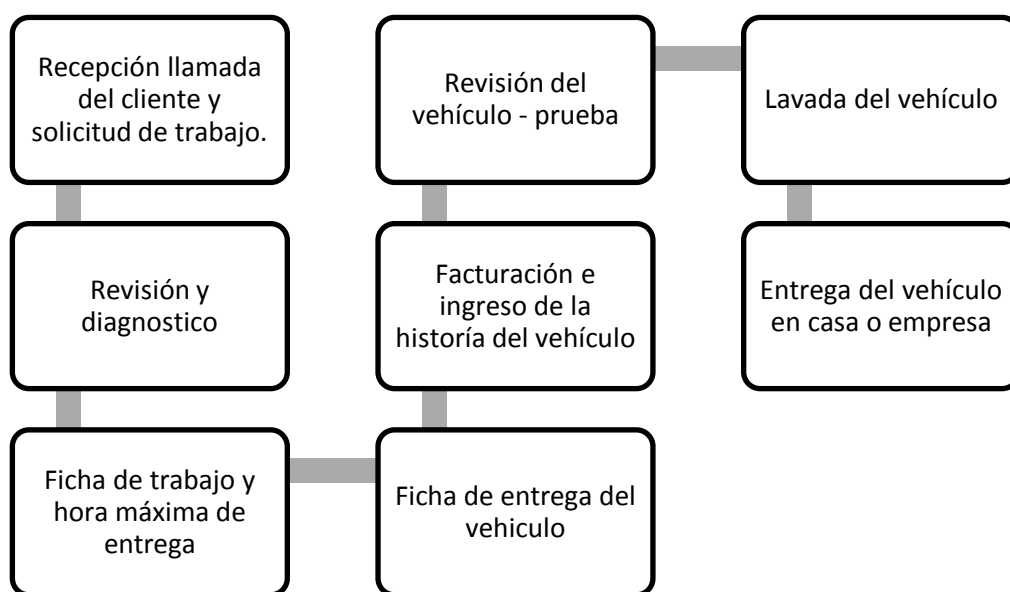 Recepción llamada
del cliente y
solicitud de trabajo.
Revisión y
diagnostico
Ficha de trabajo y
hora máxima de
entrega
Ficha de entrega del
vehiculo
Facturación e
ingreso de la
historía del vehículo
Revisión del
vehículo - prueba
Lavada del vehículo
Entrega del vehículo
en casa o empresa